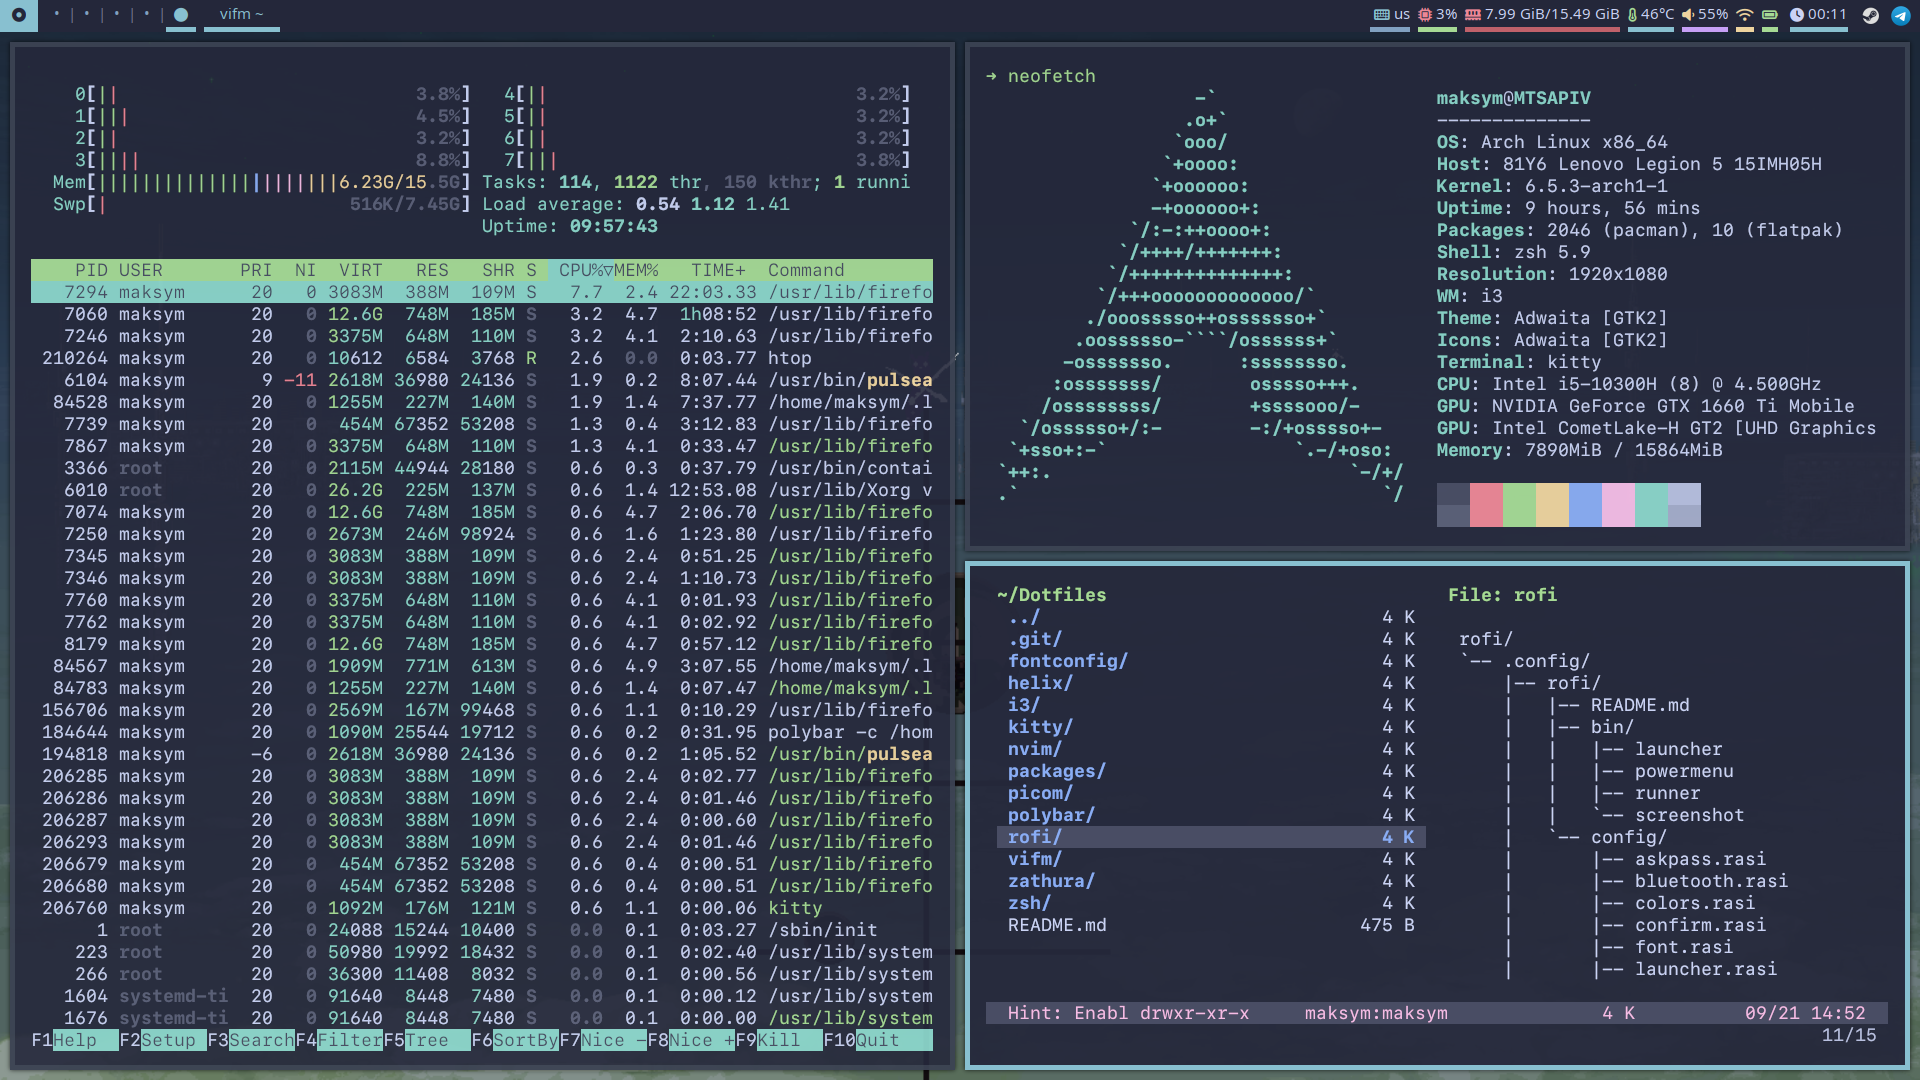 vifm ~
us 3% 7.99 GiB/15.49 GiB 46°C 55% 00:11
0[|| 3.8%] 4[|| 3.2%]
1[||| 4.5%] 5[|| 3.2%]
2[|| 3.2%] 6[|| 3.2%]
3[|||| 8.8%] 7[||| 3.8%]
Mem[||||||||||||||||||||||6.23G/15.5G] Tasks: 114, 1122 thr, 150 kthr; 1 runni
Swp[| 516K/7.45G] Load average: 0.54 1.12 1.41
Uptime: 09:57:43
PID USER PRI NI VIRT RES SHR S CPU%▽MEM% TIME+ Command
7294 maksym 20 0 3083M 388M 109M S 7.7 2.4 22:03.33 /usr/lib/firefo
7060 maksym 20 0 12.6G 748M 185M S 3.2 4.7 1h08:52 /usr/lib/firefo
7246 maksym 20 0 3375M 648M 110M S 3.2 4.1 2:10.63 /usr/lib/firefo
210264 maksym 20 0 10612 6584 3768 R 2.6 0.0 0:03.77 htop
6104 maksym 9 -11 2618M 36980 24136 S 1.9 0.2 8:07.44 /usr/bin/pulsea
84528 maksym 20 0 1255M 227M 140M S 1.9 1.4 7:37.77 /home/maksym/.l
7739 maksym 20 0 454M 67352 53208 S 1.3 0.4 3:12.83 /usr/lib/firefo
7867 maksym 20 0 3375M 648M 110M S 1.3 4.1 0:33.47 /usr/lib/firefo
3366 root 20 0 2115M 44944 28180 S 0.6 0.3 0:37.79 /usr/bin/contai
6010 root 20 0 26.2G 225M 137M S 0.6 1.4 12:53.08 /usr/lib/Xorg v
7074 maksym 20 0 12.6G 748M 185M S 0.6 4.7 2:06.70 /usr/lib/firefo
7250 maksym 20 0 2673M 246M 98924 S 0.6 1.6 1:23.80 /usr/lib/firefo
7345 maksym 20 0 3083M 388M 109M S 0.6 2.4 0:51.25 /usr/lib/firefo
7346 maksym 20 0 3083M 388M 109M S 0.6 2.4 1:10.73 /usr/lib/firefo
7760 maksym 20 0 3375M 648M 110M S 0.6 4.1 0:01.93 /usr/lib/firefo
7762 maksym 20 0 3375M 648M 110M S 0.6 4.1 0:02.92 /usr/lib/firefo
8179 maksym 20 0 12.6G 748M 185M S 0.6 4.7 0:57.12 /usr/lib/firefo
84567 maksym 20 0 1909M 771M 613M S 0.6 4.9 3:07.55 /home/maksym/.l
84783 maksym 20 0 1255M 227M 140M S 0.6 1.4 0:07.47 /home/maksym/.l
156706 maksym 20 0 2569M 167M 99468 S 0.6 1.1 0:10.29 /usr/lib/firefo
184644 maksym 20 0 1090M 25544 19712 S 0.6 0.2 0:31.95 polybar -c /hom
194818 maksym -6 0 2618M 36980 24136 S 0.6 0.2 1:05.52 /usr/bin/pulsea
206285 maksym 20 0 3083M 388M 109M S 0.6 2.4 0:02.77 /usr/lib/firefo
206286 maksym 20 0 3083M 388M 109M S 0.6 2.4 0:01.46 /usr/lib/firefo
206287 maksym 20 0 3083M 388M 109M S 0.6 2.4 0:00.60 /usr/lib/firefo
206293 maksym 20 0 3083M 388M 109M S 0.6 2.4 0:01.46 /usr/lib/firefo
206679 maksym 20 0 454M 67352 53208 S 0.6 0.4 0:00.51 /usr/lib/firefo
206680 maksym 20 0 454M 67352 53208 S 0.6 0.4 0:00.51 /usr/lib/firefo
206760 maksym 20 0 1092M 176M 121M S 0.6 1.1 0:00.06 kitty
1 root 20 0 24088 15244 10400 S 0.0 0.1 0:03.27 /sbin/init
223 root 20 0 50980 19992 18432 S 0.0 0.1 0:02.40 /usr/lib/system
266 root 20 0 36300 11408 8032 S 0.0 0.1 0:00.56 /usr/lib/system
1604 systemd-ti 20 0 91640 8448 7480 S 0.0 0.1 0:00.12 /usr/lib/system
1676 systemd-ti 20 0 91640 8448 7480 S 0.0 0.1 0:00.00 /usr/lib/system
F1Help F2Setup F3SearchF4FilterF5Tree F6SortByF7Nice -F8Nice +F9Kill F10Quit
→ neofetch
-`
.o+`
`ooo/
`+oooo:
`+oooooo:
-+oooooo+:
`/:-:++oooo+:
`/++++/+++++++:
`/++++++++++++++:
`/+++ooooooooooooo/`
./ooosssso++osssssso+`
.oossssso-````/ossssss+`
-osssssso. :ssssssso.
:osssssss/ osssso+++.
/ossssssss/ +ssssooo/-
`/ossssso+/:- -:/+osssso+-
`+sso+:-` `.-/+oso:
`++:. `-/+/
.` `/
maksym@MTSAPIV
--------------
OS: Arch Linux x86_64
Host: 81Y6 Lenovo Legion 5 15IMH05H
Kernel: 6.5.3-arch1-1
Uptime: 9 hours, 56 mins
Packages: 2046 (pacman), 10 (flatpak)
Shell: zsh 5.9
Resolution: 1920x1080
WM: i3
Theme: Adwaita [GTK2]
Icons: Adwaita [GTK2]
Terminal: kitty
CPU: Intel i5-10300H (8) @ 4.500GHz
GPU: NVIDIA GeForce GTX 1660 Ti Mobile
GPU: Intel CometLake-H GT2 [UHD Graphics
Memory: 7890MiB / 15864MiB
~/Dotfiles
../ 4 K
.git/ 4 K
fontconfig/ 4 K
helix/ 4 K
i3/ 4 K
kitty/ 4 K
nvim/ 4 K
packages/ 4 K
picom/ 4 K
polybar/ 4 K
rofi/ 4 K
vifm/ 4 K
zathura/ 4 K
zsh/ 4 K
README.md 475 B
File: rofi
rofi/
`-- .config/
|-- rofi/
| |-- README.md
| |-- bin/
| | |-- launcher
| | |-- powermenu
| | |-- runner
| | `-- screenshot
| `-- config/
| |-- askpass.rasi
| |-- bluetooth.rasi
| |-- colors.rasi
| |-- confirm.rasi
| |-- font.rasi
| |-- launcher.rasi
Hint: Enabl drwxr-xr-x maksym:maksym 4 K 09/21 14:52
11/15